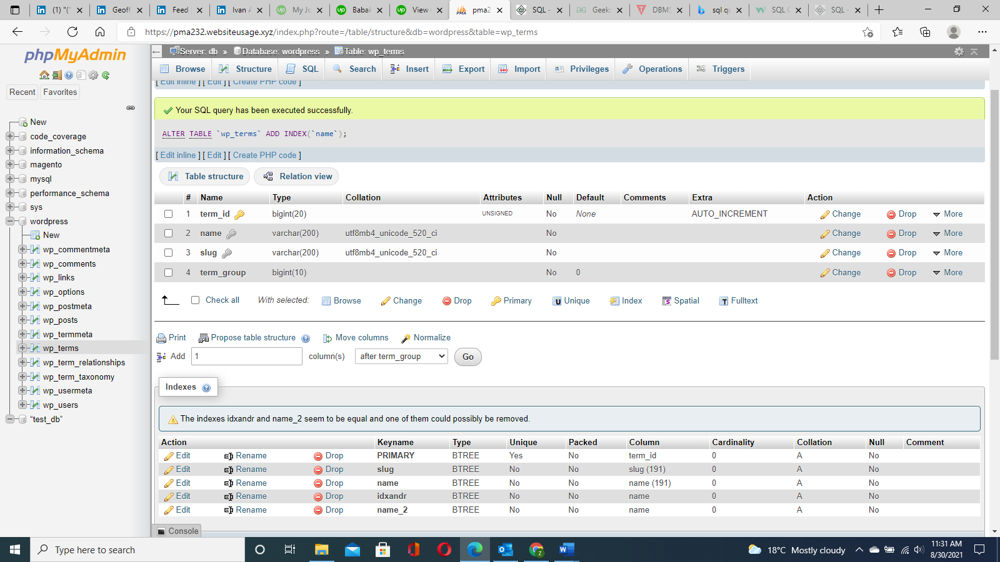 (1) "("
Geoff
Feed
Ivan A
My Jo
Babak
View
pma2
SQL -
Geeks
DBMS
sql qu
SQL
SQL -
https://pma232.websiteusage.xyz/index.php?route=/table/structure&db=wordpress&table=wp_terms
phpMyAdmin
Recent
Favorites
New
code_coverage
information_schema
magento
mysql
performance_schema
sys
wordpress
New
wp_commentmeta
wp_comments
wp_links
wp_options
wp_postmeta
wp_posts
wp_termmeta
wp_terms
wp_term_relationships
wp_term_taxonomy
wp_usermeta
wp_users
“test_db”
Server: db » Database: wordpress » Table: wp_terms
Browse Structure SQL Search Insert Export Import Privileges Operations Triggers
[ Edit inline ] [ Edit ] [ Create PHP code ]
Your SQL query has been executed successfully.
ALTER TABLE `wp_terms` ADD INDEX(`name`);
[ Edit inline ] [ Edit ] [ Create PHP code ]
Table structure Relation view
# Name Type Collation Attributes Null Default Comments Extra Action
1 term_id bigint(20) UNSIGNED No None AUTO_INCREMENT Change Drop More
2 name varchar(200) utf8mb4_unicode_520_ci No Change Drop More
3 slug varchar(200) utf8mb4_unicode_520_ci No Change Drop More
4 term_group bigint(10) No 0 Change Drop More
Check all With selected: Browse Change Drop Primary Unique Index Spatial Fulltext
Print Propose table structure Move columns Normalize
Add 1 column(s) after term_group Go
Indexes
The indexes idxandr and name_2 seem to be equal and one of them could possibly be removed.
Action Keyname Type Unique Packed Column Cardinality Collation Null Comment
Edit Rename Drop PRIMARY BTREE Yes No term_id 0 A No
Edit Rename Drop slug BTREE No No slug (191) 0 A No
Edit Rename Drop name BTREE No No name (191) 0 A No
Edit Rename Drop idxandr BTREE No No name 0 A No
Edit Rename Drop name_2 BTREE No No name 0 A No
Console
Type here to search
18°C Mostly cloudy
11:31 AM
8/30/2021